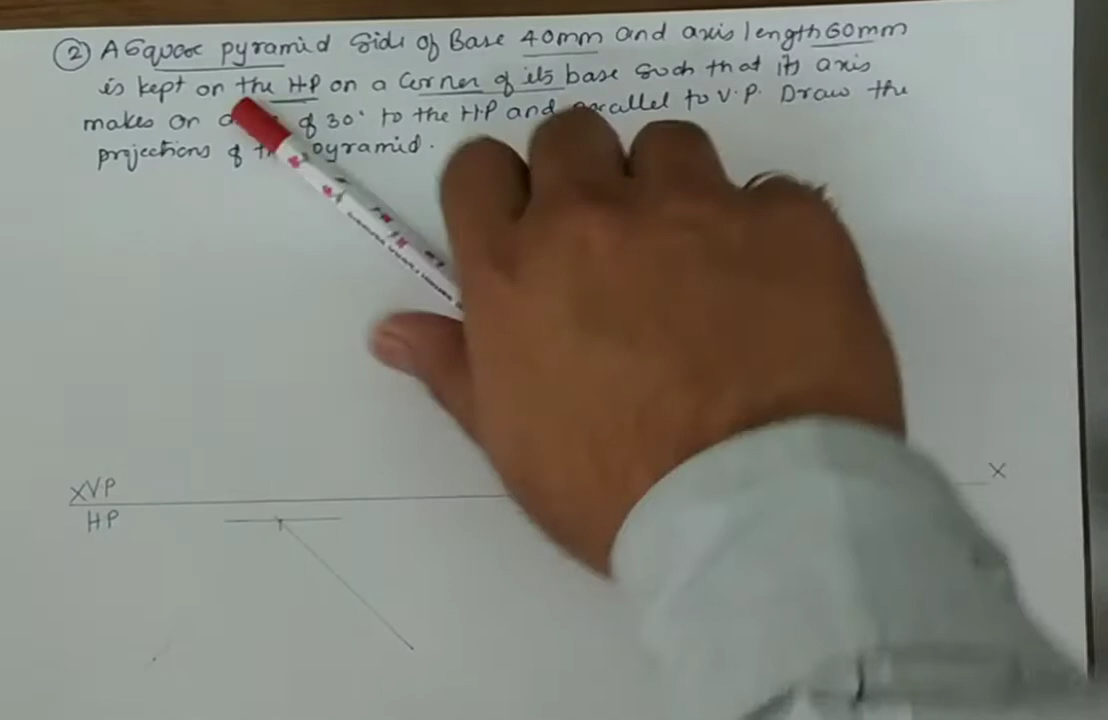 ② A Square pyramid Side of Base 40mm and axis length 60mm
is kept on the HP on a Corner of its base Such that its axis
makes an of 30° to the HP and parallel to V.P. Draw the
projections of pyramid.
XVP X
HP